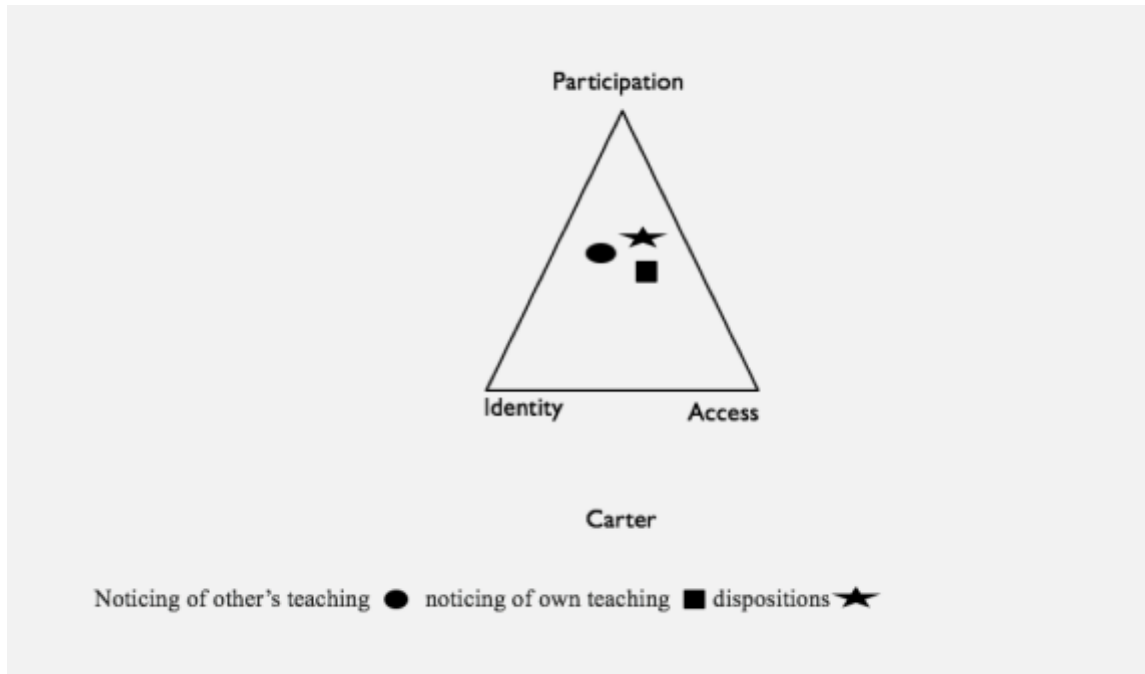 Participation
Identity Access
Carter
Noticing of other's teaching noticing of own teaching dispositions